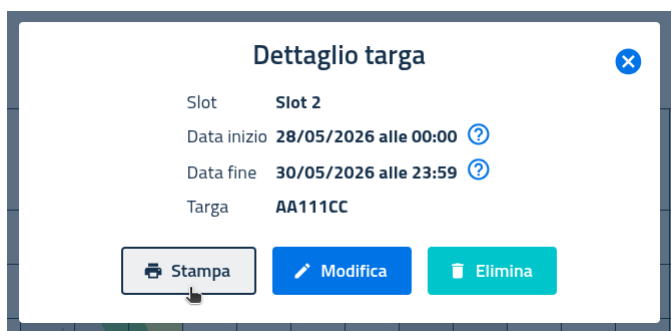 Dettaglio targa
Slot Slot 2
Data inizio 28/05/2026 alle 00:00
Data fine 30/05/2026 alle 23:59
Targa AA111CC
Stampa Modifica Elimina